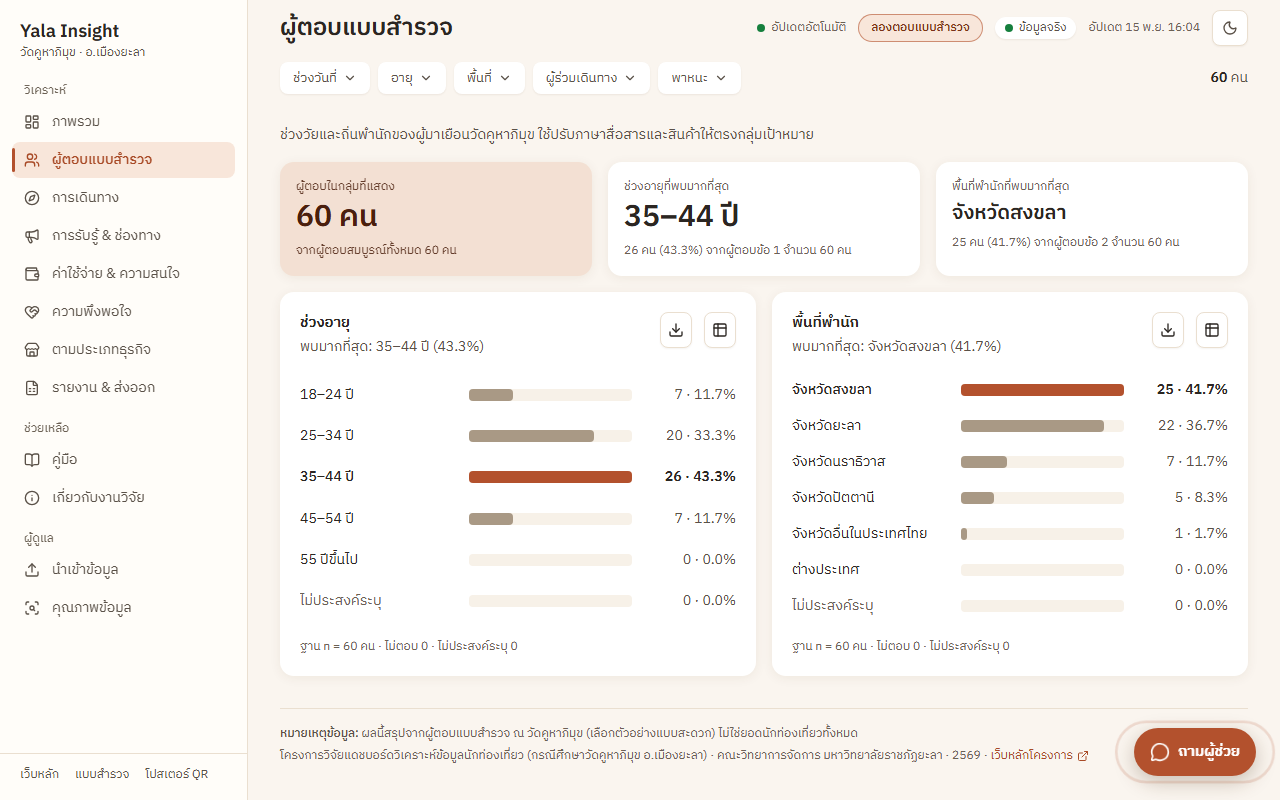 Yala Insight
วัดคูหาภิมุข · อ.เมืองยะลา
วิเคราะห์
ภาพรวม
ผู้ตอบแบบสำรวจ
การเดินทาง
การรับรู้ & ช่องทาง
ค่าใช้จ่าย & ความสนใจ
ความพึงพอใจ
ตามประเภทธุรกิจ
รายงาน & ส่งออก
ช่วยเหลือ
คู่มือ
เกี่ยวกับงานวิจัย
ผู้ดูแล
นำเข้าข้อมูล
คุณภาพข้อมูล
เว็บหลัก แบบสำรวจ โปสเตอร์ QR
ผู้ตอบแบบสำรวจ
อัปเดตอัตโนมัติ ลองตอบแบบสำรวจ ข้อมูลจริง อัปเดต 15 พ.ย. 16:04
ช่วงวันที่ อายุ พื้นที่ ผู้ร่วมเดินทาง พาหนะ 60 คน
ช่วงวัยและถิ่นพำนักของผู้มาเยือนวัดคูหาภิมุข ใช้ปรับภาษาสื่อสารและสินค้าให้ตรงกลุ่มเป้าหมาย
ผู้ตอบในกลุ่มที่แสดง
60 คน
จากผู้ตอบสมบูรณ์ทั้งหมด 60 คน
ช่วงอายุที่พบมากที่สุด
35–44 ปี
26 คน (43.3%) จากผู้ตอบข้อ 1 จำนวน 60 คน
พื้นที่พำนักที่พบมากที่สุด
จังหวัดสงขลา
25 คน (41.7%) จากผู้ตอบข้อ 2 จำนวน 60 คน
ช่วงอายุ
พบมากที่สุด: 35–44 ปี (43.3%)
18–24 ปี 7 · 11.7%
25–34 ปี 20 · 33.3%
35–44 ปี 26 · 43.3%
45–54 ปี 7 · 11.7%
55 ปีขึ้นไป 0 · 0.0%
ไม่ประสงค์ระบุ 0 · 0.0%
ฐาน n = 60 คน · ไม่ตอบ 0 · ไม่ประสงค์ระบุ 0
พื้นที่พำนัก
พบมากที่สุด: จังหวัดสงขลา (41.7%)
จังหวัดสงขลา 25 · 41.7%
จังหวัดยะลา 22 · 36.7%
จังหวัดนราธิวาส 7 · 11.7%
จังหวัดปัตตานี 5 · 8.3%
จังหวัดอื่นในประเทศไทย 1 · 1.7%
ต่างประเทศ 0 · 0.0%
ไม่ประสงค์ระบุ 0 · 0.0%
ฐาน n = 60 คน · ไม่ตอบ 0 · ไม่ประสงค์ระบุ 0
หมายเหตุข้อมูล: ผลนี้สรุปจากผู้ตอบแบบสำรวจ ณ วัดคูหาภิมุข (เลือกตัวอย่างแบบสะดวก) ไม่ใช่ยอดนักท่องเที่ยวทั้งหมด
โครงการวิจัยแดชบอร์ดวิเคราะห์ข้อมูลนักท่องเที่ยว (กรณีศึกษาวัดคูหาภิมุข อ.เมืองยะลา) · คณะวิทยาการจัดการ มหาวิทยาลัยราชภัฏยะลา · 2569 · เว็บหลักโครงการ
ถามผู้ช่วย